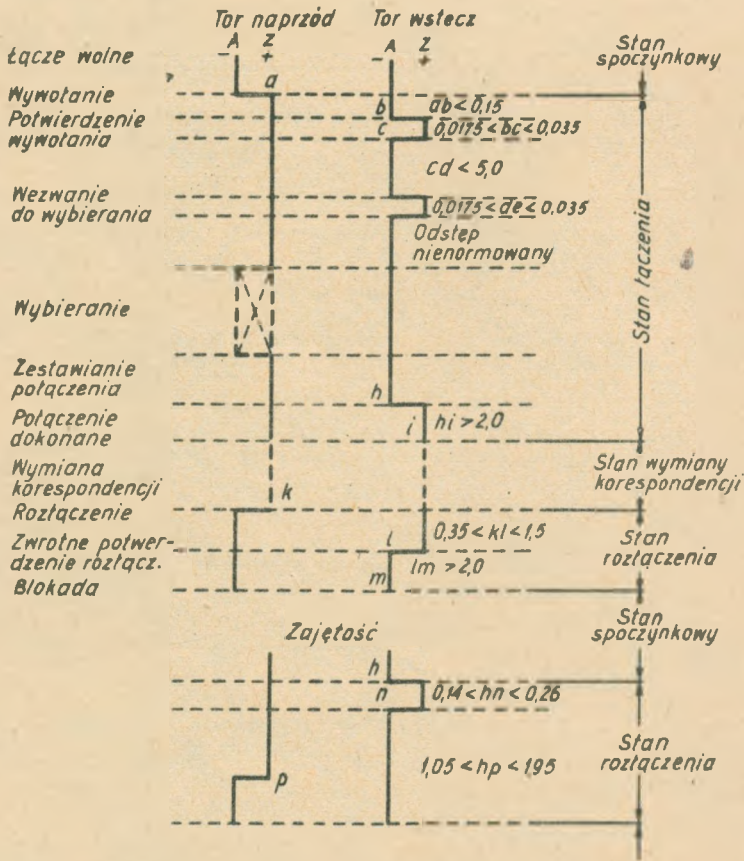 Tor naprzód Tor wstecz
A Z A Z
− + − +
Łącze wolne
Stan
spoczynkowy
a
Wywołanie
b ab < 0,15
Potwierdzenie
wywołania
c 0,0175 < bc < 0,035
cd < 5,0
Wezwanie
do wybierania
0,0175 < de < 0,035
Odstęp
nienormowany
Stan łączenia
Wybieranie
Zestawianie
połączenia
h
Połączenie
dokonane
i hi > 2,0
Wymiana
korespondencji
Stan wymiany
korespondencji
k
Rozłączenie
0,35 < kl < 1,5
Zwrotne potwier-
dzenie rozłącz.
l
lm > 2,0
Stan
rozłączenia
m
Blokada
Zajętość
Stan
spoczynkowy
h
n 0,14 < hn < 0,26
1,05 < hp < 195
Stan
rozłączenia
p